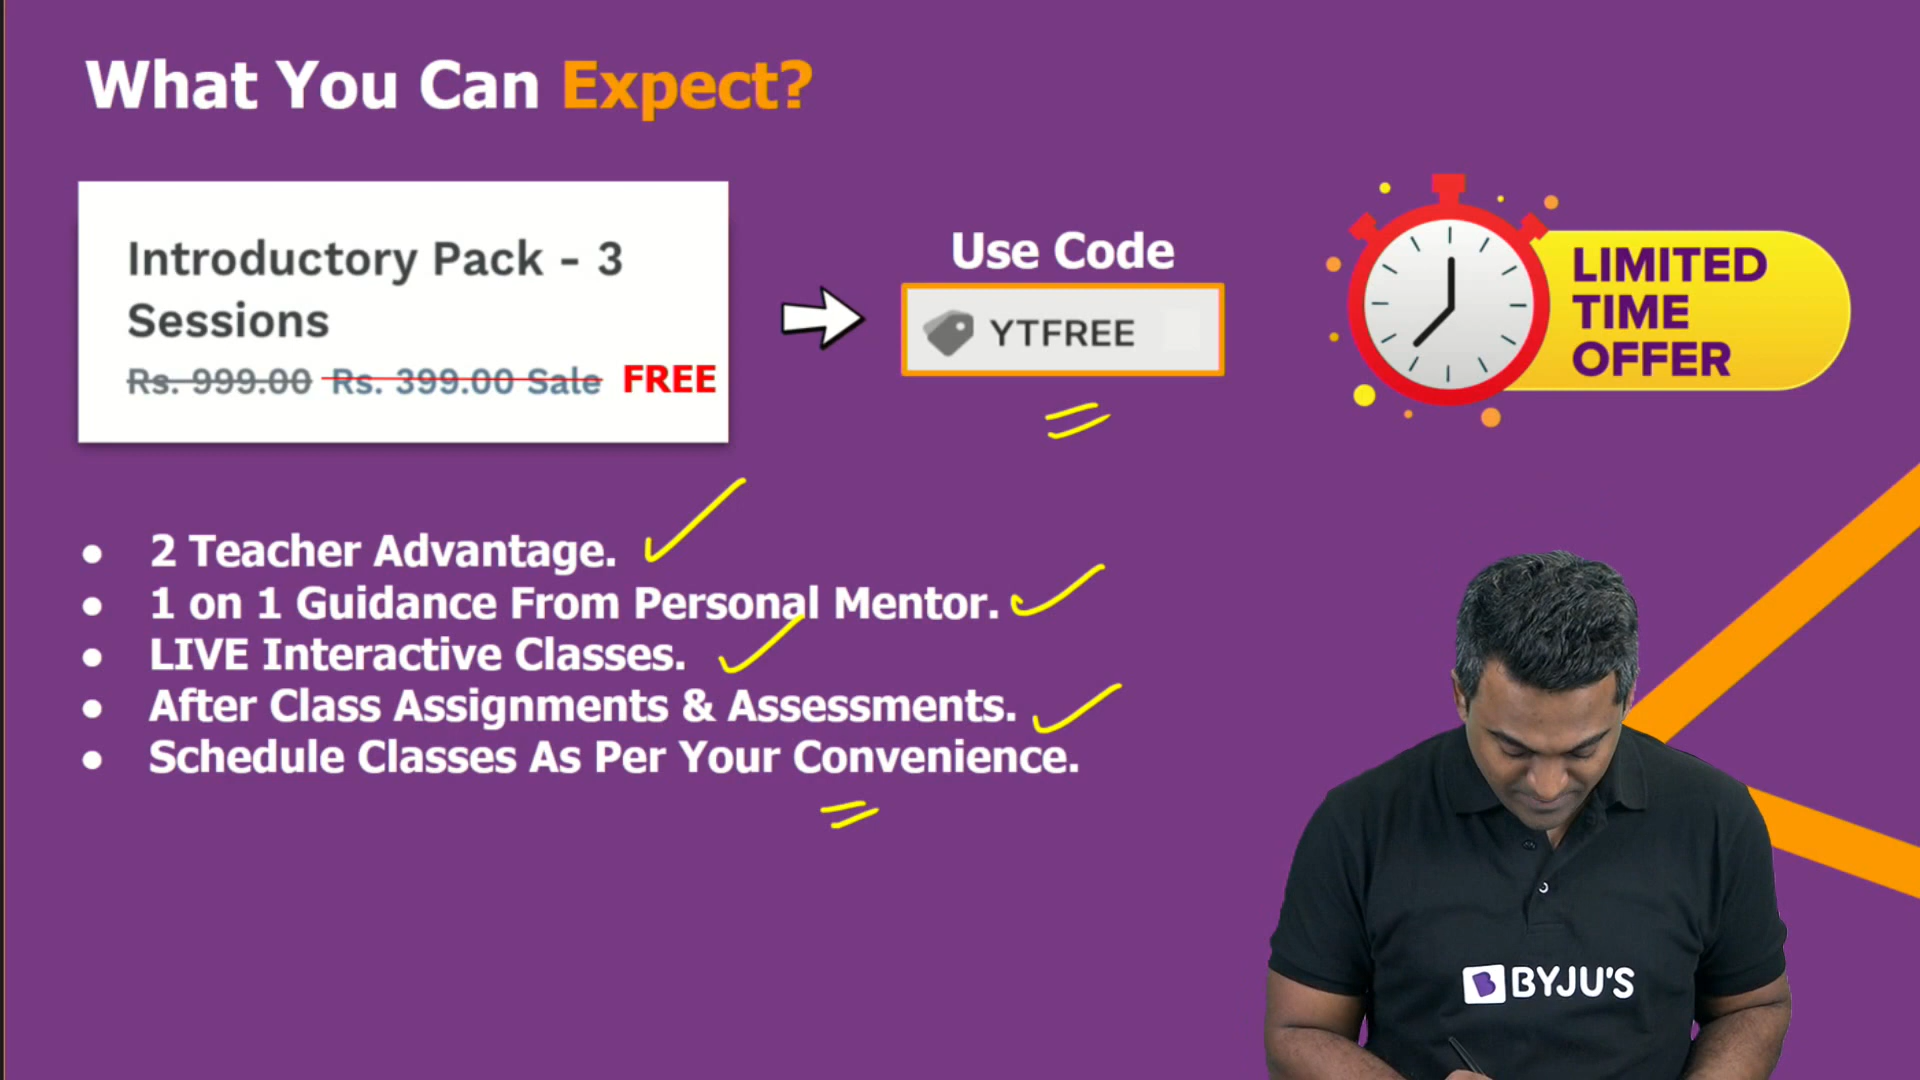 What You Can Expect?
Introductory Pack - 3
Sessions
Rs. 999.00 Rs. 399.00 Sale FREE
Use Code
YTFREE
LIMITED
TIME
OFFER
● 2 Teacher Advantage.
● 1 on 1 Guidance From Personal Mentor.
● LIVE Interactive Classes.
● After Class Assignments & Assessments.
● Schedule Classes As Per Your Convenience.
BYJU'S